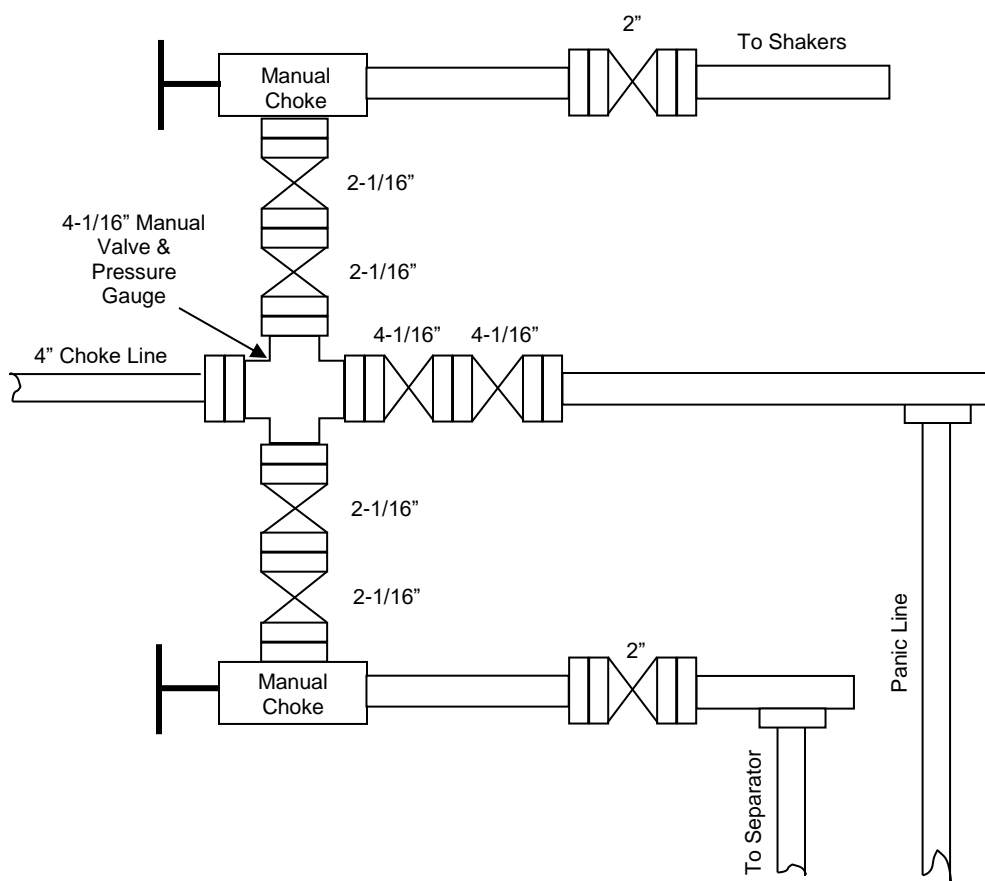 2”
To Shakers
Manual
Choke
2-1/16”
4-1/16” Manual
Valve &
Pressure
Gauge
2-1/16”
4” Choke Line
4-1/16”
4-1/16”
2-1/16”
2-1/16”
Manual
Choke
2”
To Separator
Panic Line